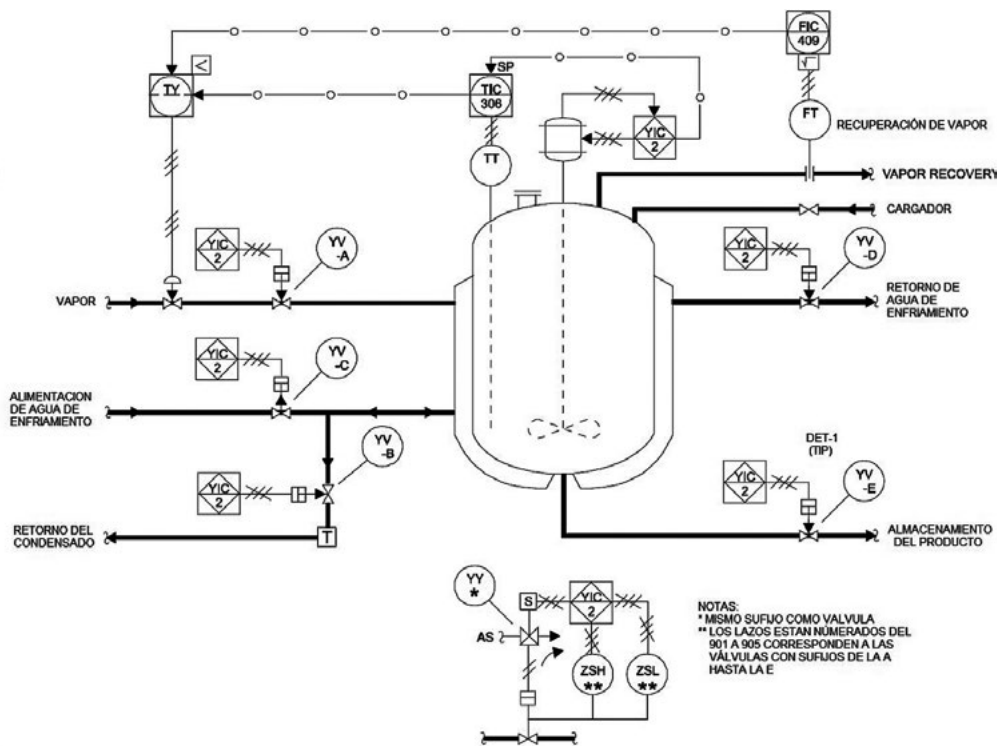 FIC
409
<
TY
SP
TIC
308
√
FT
RECUPERACIÓN DE VAPOR
YIC
2
TT
VAPOR RECOVERY
CARGADOR
YIC
2
YV
-A
YIC
2
YV
-D
VAPOR
RETORNO DE
AGUA DE
ENFRIAMIENTO
YIC
2
YV
-C
ALIMENTACION
DE AGUA DE
ENFRIAMIENTO
YV
-B
DET-1
(TIP)
YIC
2
YIC
2
YV
-E
RETORNO DEL
CONDENSADO
T
ALMACENAMIENTO
DEL PRODUCTO
YY
*
S
YIC
2
AS
ZSH
**
ZSL
**
NOTAS:
* MISMO SUFIJO COMO VALVULA
** LOS LAZOS ESTAN NÚMERADOS DEL
901 A 905 CORRESPONDEN A LAS
VÁLVULAS CON SUFIJOS DE LA A
HASTA LA E